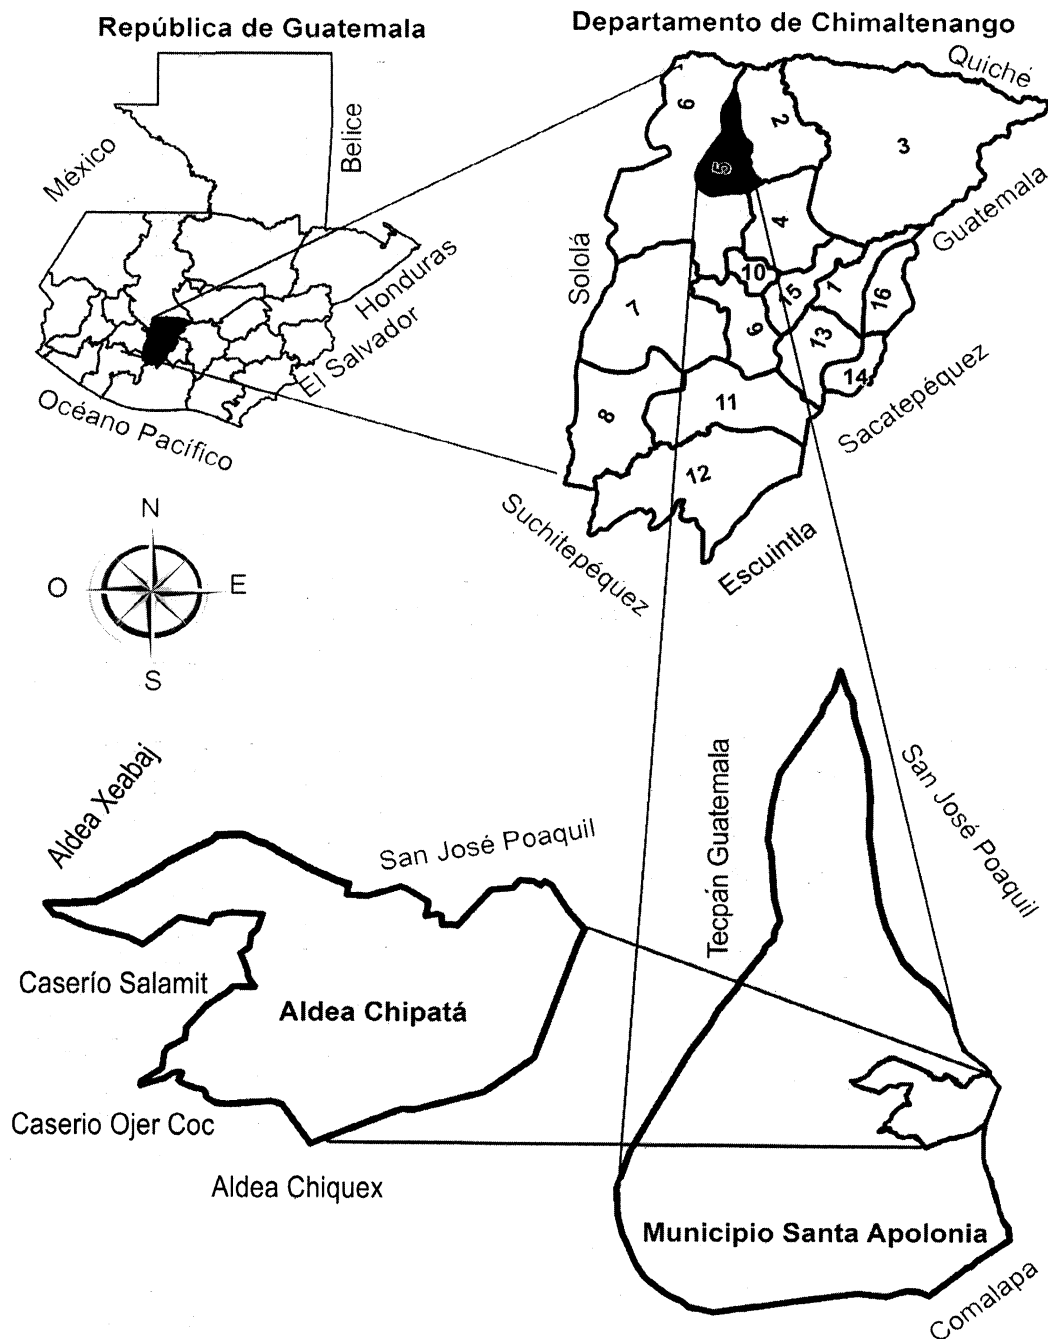 República de Guatemala
Departamento de Chimaltenango
México
Belice
Honduras
El Salvador
Océano Pacífico
Quiché
Guatemala
Sololá
Sacatepéquez
Suchitepéquez
Escuintla
6
2
3
5
4
10
15
1
16
7
9
13
14
8
11
12
N
O
E
S
Aldea Xeabaj
San José Poaquil
Caserío Salamit
Aldea Chipatá
Caserio Ojer Coc
Aldea Chiquex
Tecpán Guatemala
San José Poaquil
Municipio Santa Apolonia
Comalapa